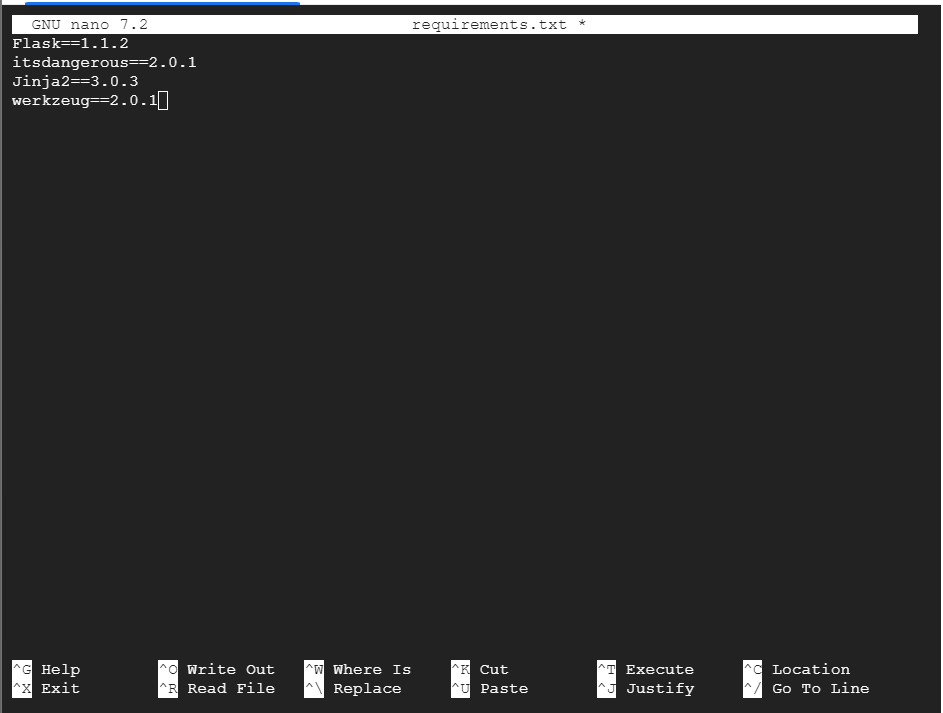 GNU nano 7.2 requirements.txt *
Flask==1.1.2
itsdangerous==2.0.1
Jinja2==3.0.3
werkzeug==2.0.1
^G Help ^O Write Out ^W Where Is ^K Cut ^T Execute ^C Location
^X Exit ^R Read File ^\ Replace ^U Paste ^J Justify ^/ Go To Line